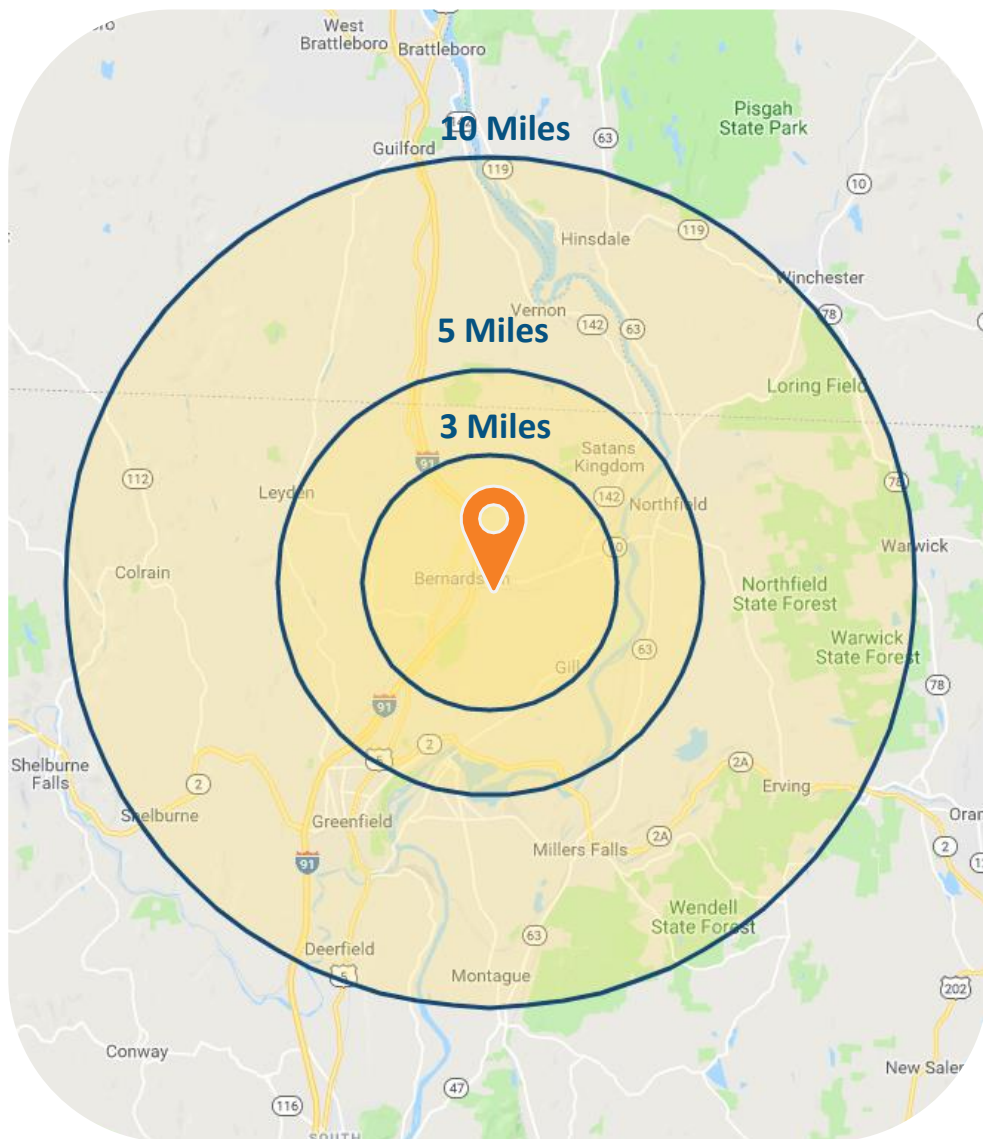 West
Brattleboro
Brattleboro
142
10 Miles
Pisgah
State Park
63
Guilford
119
10
Hinsdale
119
Winchester
Vernon
78
5 Miles
142
63
Loring Field
3 Miles
Satans
Kingdom
91
112
78
Leyden
142
Northfield
10
Warwick
Colrain
Northfield
State Forest
Warwick
State Forest
63
Gill
78
91
2
5
Shelburne
Falls
2A
2
Erving
Shelburne
Greenfield
2A
Millers Falls
2
91
Wendell
State Forest
63
Deerfield
5
Montague
202
Conway
New Saler
47
116